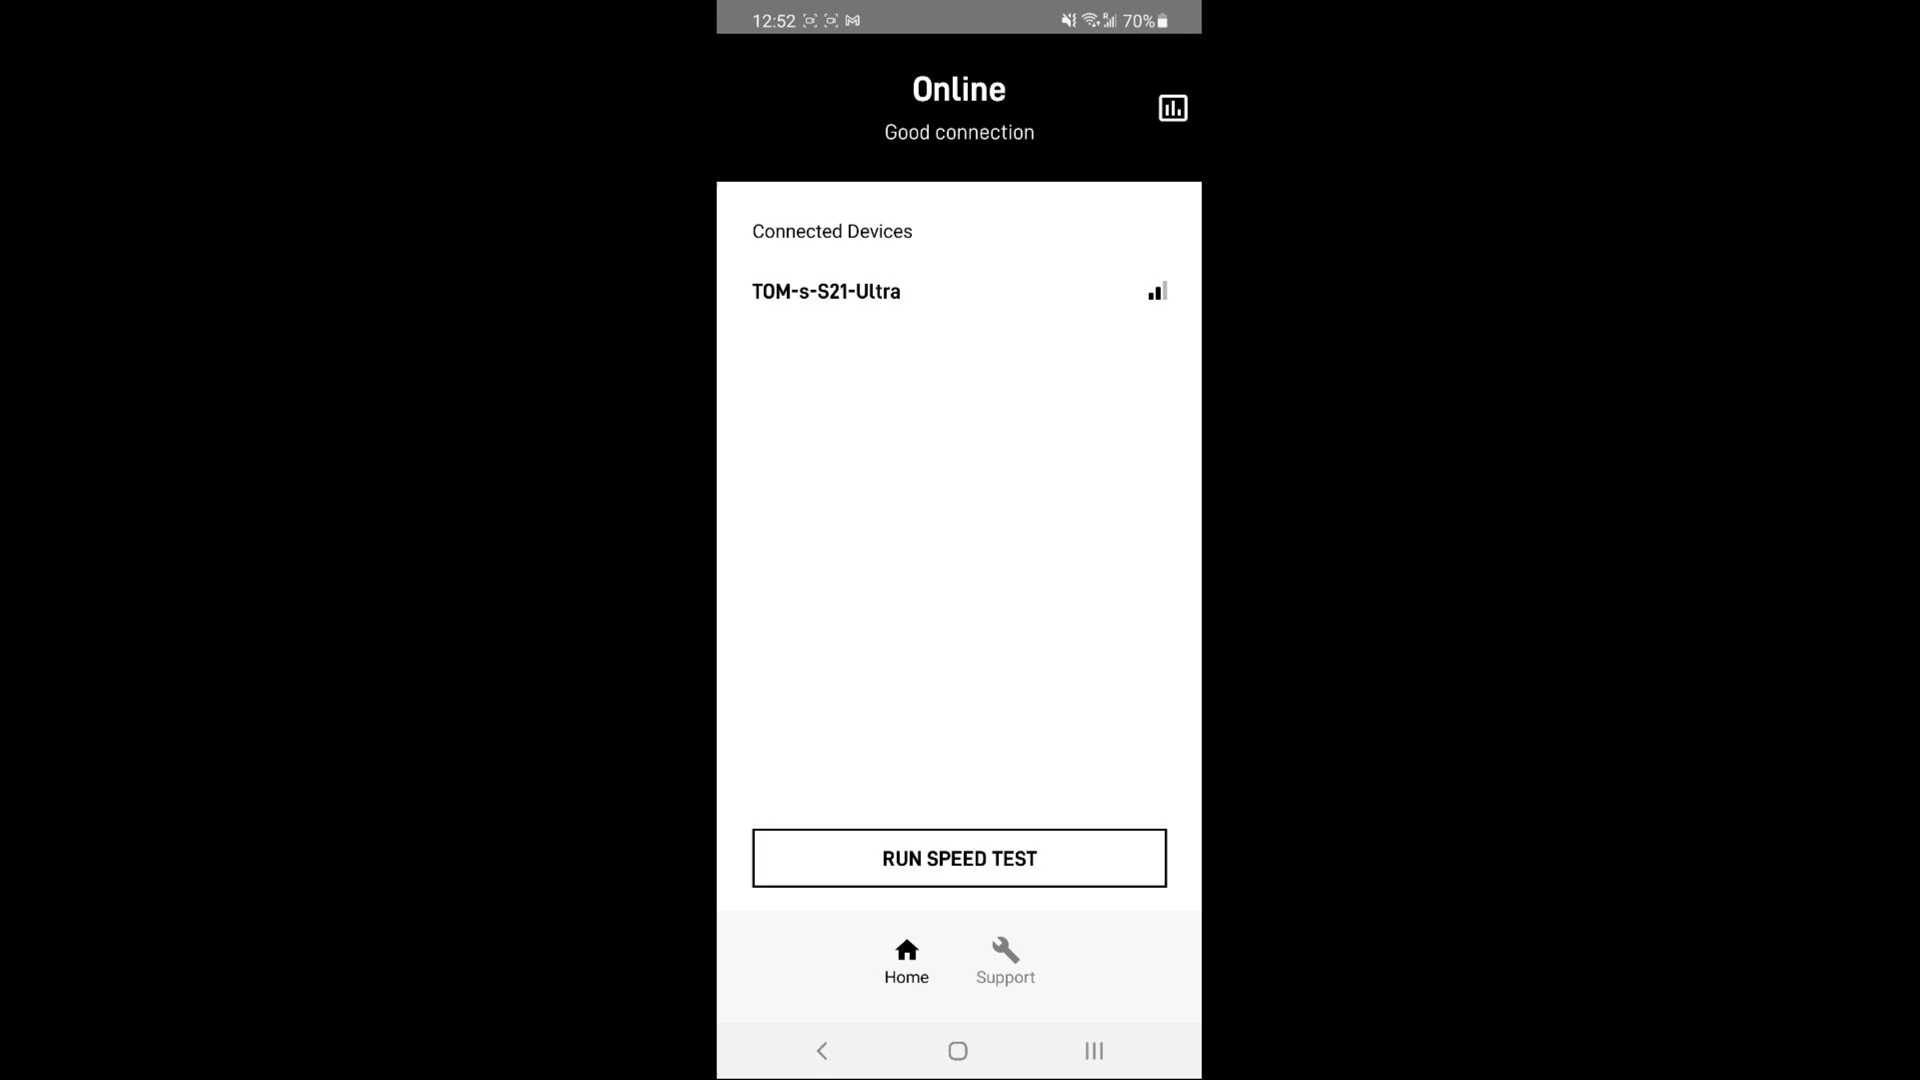 12:52 70%
Online
Good connection
Connected Devices
TOM-s-S21-Ultra
RUN SPEED TEST
Home Support